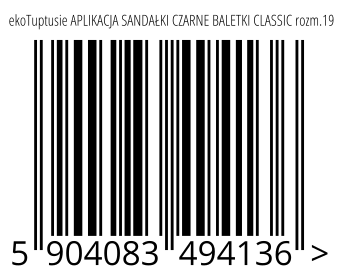 ekoTuptusie APLIKACJA SANDAŁKI CZARNE BALETKI CLASSIC rozm.19
5 904083 494136 >